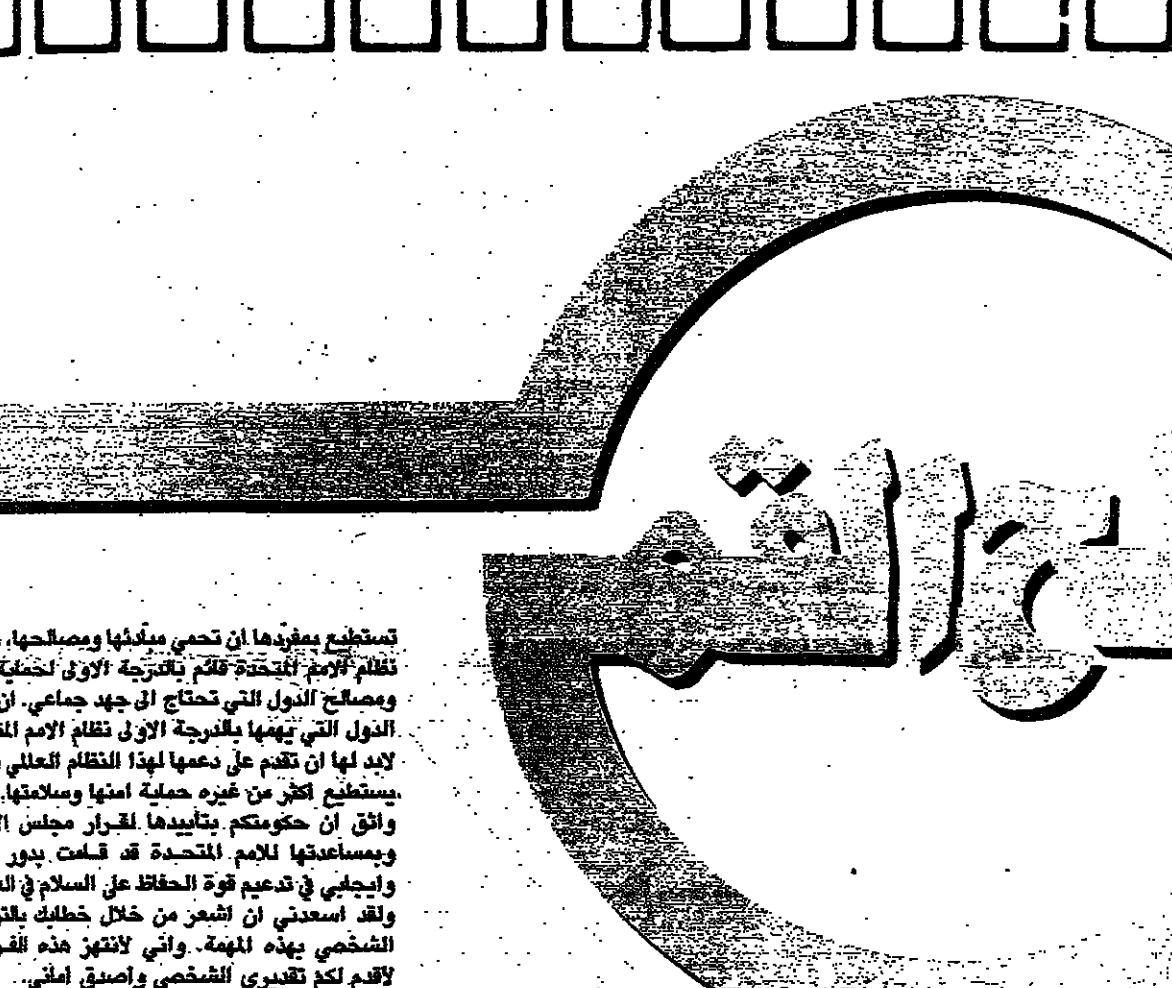 تستطيع بمفردها ان تحمي مبادئها ومصالحها.
نظام الامم المتحدة قائم بالدرجة الاولى لحماية
ومصالح الدول التي تحتاج الى جهد جماعي. ان
الدول التي يهمها بالدرجة الاولى نظام الامم
لابد لها ان تقدم على دعمها لهذا النظام العالمي
يستطيع اكثر من غيره حماية امنها وسلامتها.
واثق ان حكومتكم بتأييدها لقرار مجلس
وبمساعدتها للامم المتحدة قد قامت بدور
وايجابي في تدعيم قوة الحفاظ على السلام في
ولقد اسعدني ان اشعر من خلال خطابك
الشخصي بهذه المهمة. واني لأنتهز هذه
لأقدم لكم تقديري الشخصي وأصدق اماني..